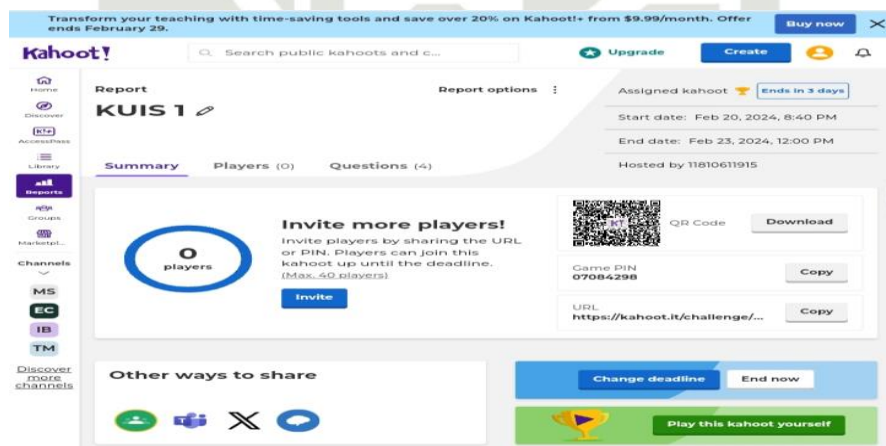 Transform your teaching with time-saving tools and save over 20% on Kahoot!+ from $9.99/month. Offer
ends February 29.
Buy now
Kahoot!
Search public kahoots and c...
Upgrade
Create
Home
Discover
AccessPass
Library
Reports
Groups
Marketpl...
Channels
MS
EC
IB
TM
Discover
more
channels
Report
Report options
KUIS 1
Summary
Players (0)
Questions (4)
Assigned kahoot
Ends in 3 days
Start date: Feb 20, 2024, 8:40 PM
End date: Feb 23, 2024, 12:00 PM
Hosted by 11810611915
0
players
Invite more players!
Invite players by sharing the URL
or PIN. Players can join this
kahoot up until the deadline.
(Max. 40 players)
Invite
QR Code
Download
Game PIN
07084298
Copy
URL
https://kahoot.it/challenge/...
Copy
Other ways to share
Change deadline
End now
Play this kahoot yourself